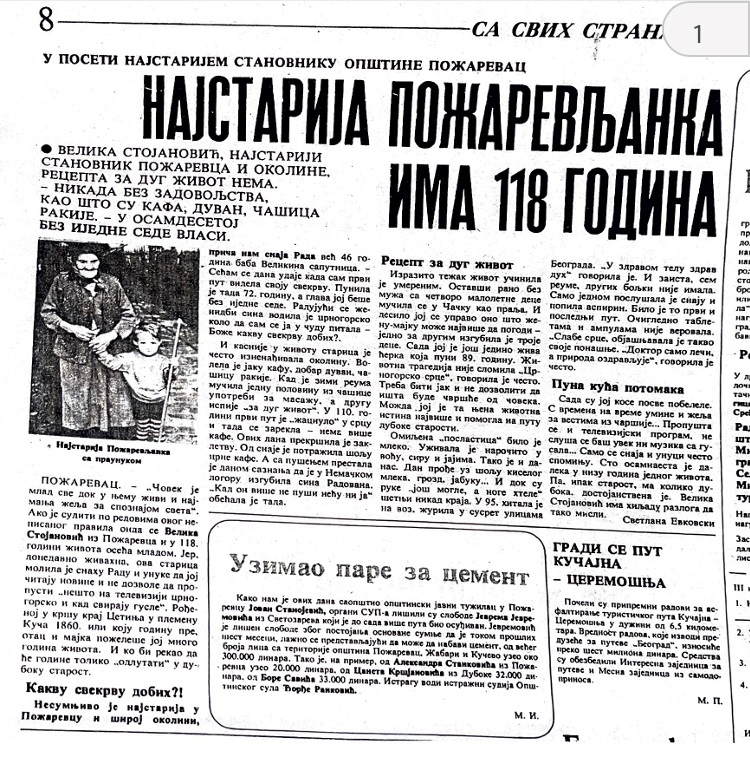 8
СА СВИХ СТРАН
1
У ПОСЕТИ НАЈСТАРИЈЕМ СТАНОВНИКУ ОПШТИНЕ ПОЖАРЕВАЦ
НАЈСТАРИЈА ПОЖАРЕВЉАНКА
ИМА 118 ГОДИНА
● ВЕЛИКА СТОЈАНОВИЋ, НАЈСТАРИЈИ
СТАНОВНИК ПОЖАРЕВЦА И ОКОЛИНЕ,
РЕЦЕПТА ЗА ДУГ ЖИВОТ НЕМА.
– НИКАДА БЕЗ ЗАДОВОЉСТВА,
КАО ШТО СУ КАФА, ДУВАН, ЧАШИЦА
РАКИЈЕ. – У ОСАМДЕСЕТОЈ
БЕЗ ИЈЕДНЕ СЕДЕ ВЛАСИ.
Најстарија Пожаревљанка
са праунуком
ПОЖАРЕВАЦ. – „Човек је
млад све док у њему живи и нај-
мања жеља за спознајом света“.
Ако је судити по редовима овог не-
писаног правила онда се Велика
Стојановић из Пожаревца и у 118.
години живота осећа младом. Јер,
донедавно живахна, ова старица
молила је снаху Раду и унуке да јој
читају новине и не дозволе да про-
пусти „нешто на телевизији црно-
горско и кад свирају гусле“. Рође-
ној у кршу крај Цетиња у племену
Куча 1860. или коју годину пре,
отац и мајка пожелеше јој много
година живота. И ко би рекао да
ће године толико „одлутати“ у ду-
боку старост.
Какву свекрву добих?!
Несумњиво је најстарија у
Пожаревцу и широј околини,
прича нам снаја Рада већ 46 го-
дина баба Великина сапутница. –
Сећам се дана удаје када сам први
пут видела своју свекрву. Пунила
је тада 72. годину, а глава јој беше
без иједне седе. Радујући се же-
нидби сина водила је црногорско
коло да сам се ја у чуду питала –
Боже какву свекрву добих?.
И касније у животу старица је
често изненађивала околину. Во-
лела је јаку кафу, добар дуван, ча-
шицу ракије. Кад је зими реума
мучила једну половину из чашице
употреби за масажу, а другу
испије „за дуг живот“. У 110. го-
дини први пут је „жацнуло“ у срцу
и тада се зарекла – нема више
кафе. Ових дана прекршила је зак-
летву. Од снаје је потражила шољу
црне кафе. А са пушењем престала
је даном сазнања да је у Немачком
логору изгубила сина Радована.
„Кад он више не пуши нећу ни ја“
обећала је тада.
Рецепт за дуг живот
Изразито тежак живот учинила
ју је умереним. Оставши рано без
мужа са четворо малолетне деце
мучила се у Чачку као праља. И
десило јој се управо оно што же-
ну-мајку може највише да погоди –
једно за другим изгубила је троје
деце. Сада јој је још једино жива
ћерка која пуни 89. године. Жи-
вотна трагедија није сломила „Цр-
ногорско срце“, говорила је често.
Треба бити јак и не дозволити да
ишта буде чвршће од човека.
Можда јој је та њена животна
истина највише и помогла на путу
дубоке старости.
Омиљена „посластица“ било је
млеко. Уживала је нарочито у
воћу, сиру и јајима. Тако је и да-
нас. Дан прође уз шољу киселог
млека, грозд, јабуку... И док су
руке „још могле, а ноге хтеле“
шетњи никад краја. У 95. хитала је
на воз, журила у сусрет улицама
Београда. „У здравом телу здрав
дух“ говорила је. И заиста, сем
реуме, других бољки није имала.
Само једном послушала је снају и
попила аспирин. Било је то први и
последњи пут. Очигледно табле-
тама и ампулама није веровала.
„Слабе срце, објашњавала је такво
своје понашње. „Доктор само лечи,
а природа оздрављује“, говорила је
често.
Пуна кућа потомака
Сада су јој косе посве побелеле.
С времена на време умине и жеља
за вестима из чаршије... Пропушта
се и телевизијски програм, не
слуша се баш увек ни музика са гу-
сала... Само се снаја и унуци често
спомињу. Сто осамнаеста је да-
лека у низу година једног живота.
Па, ипак старост, ма колико ду-
бока, достојанствена је. Велика
Стојановић има хиљаду разлога да
тако мисли.
Светлана Евковски
Узимао паре за цемент
Како нам је ових дана саопштио општински јавни тужилац у Пожа-
ревцу Јован Станојевић, органи СУП-а лишили су слободе Јеврема Јевре-
мовића из Светозарева који је до сада више пута био осуђиван. Јевремовић
је лишен слободе због постојања основане сумње да је током прошлих
шест месеци, лажно се представљајући да може да набави цемент, од већег
броја лица са територије општина Пожаревац, Жабари и Кучево узео око
300.000 динара. Тако је, на пример, од Александра Станковића из Пожа-
ревца узео 20.000 динара, од Цвиета Кршјановића из Дубоке 32.000 ди-
нара, од Боре Савића 33.000 динара. Истрагу води истражни судија Опш-
тинског суда Ђорђе Ранковић.
М. И.
ГРАДИ СЕ ПУТ
КУЧАЈНА
– ЦЕРЕМОШЊА
Почели су припремни радови за ас-
фалтирање туристичког пута Кучајна –
Церемошња у дужини од 6.5 киломе-
тара. Вредност радова, које изводи пре-
дузеће за путеве „Београд“, износиће
преко шест милиона динара. Средства
су обезбедили Интересна заједница за
путеве и Месна заједница из самодо-
приноса.
М. П.